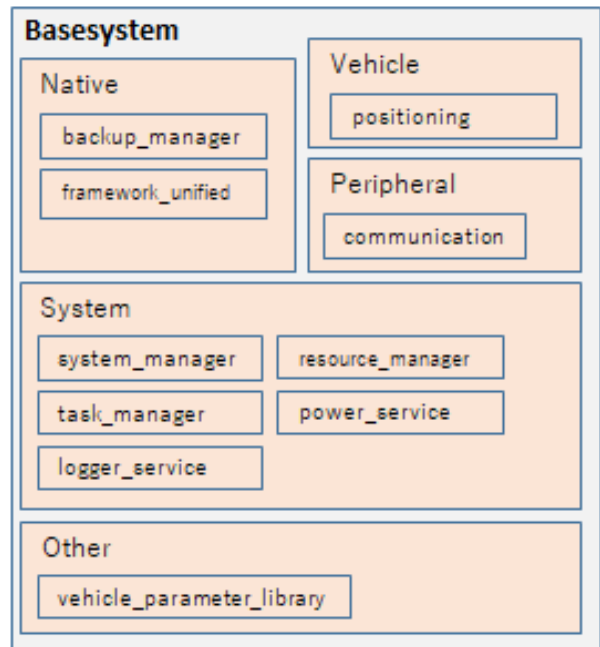 Basesystem
Native
backup_manager
framework_unified
Vehicle
positioning
Peripheral
communication
System
system_manager
resource_manager
task_manager
power_service
logger_service
Other
vehicle_parameter_library